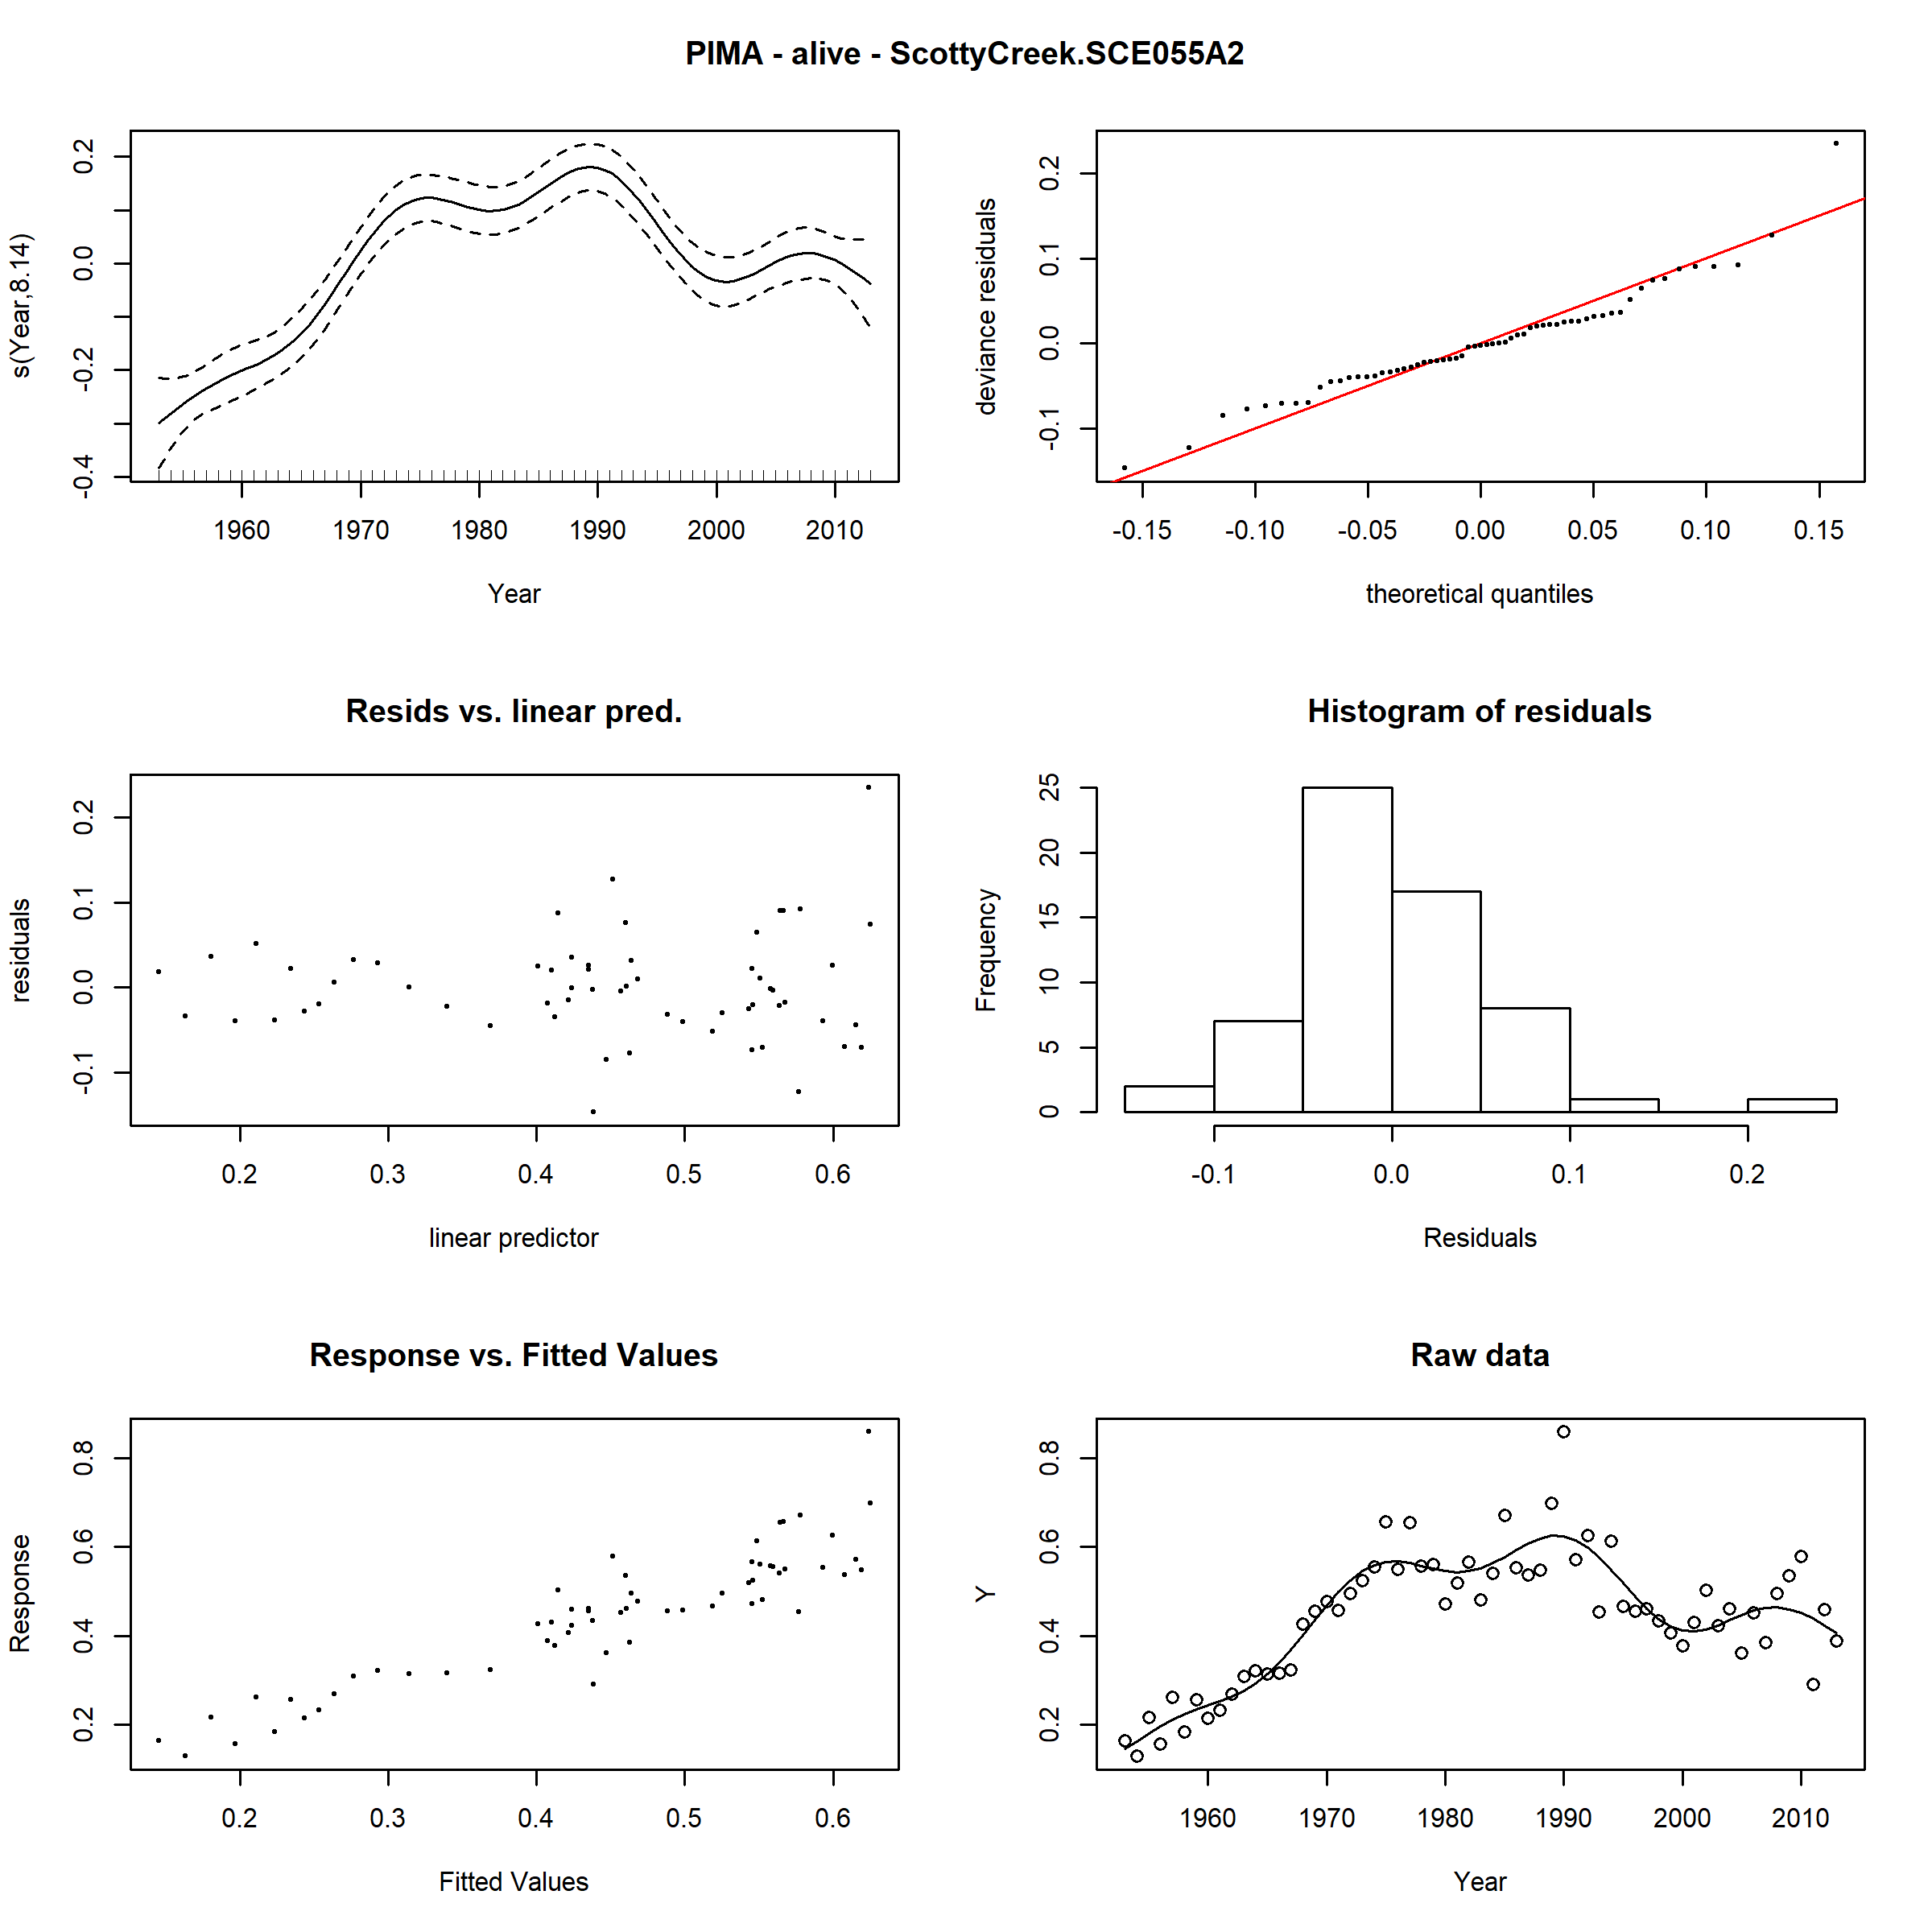 PIMA - alive - ScottyCreek.SCE055A2
s(Year,8.14)
0.2
0.0
-0.2
-0.4
1960 1970 1980 1990 2000 2010
Year
deviance residuals
0.2
0.1
0.0
-0.1
-0.15 -0.10 -0.05 0.00 0.05 0.10 0.15
theoretical quantiles
Resids vs. linear pred.
residuals
0.2
0.1
0.0
-0.1
0.2 0.3 0.4 0.5 0.6
linear predictor
Histogram of residuals
Frequency
25
20
15
10
5
0
-0.1 0.0 0.1 0.2
Residuals
Response vs. Fitted Values
Response
0.8
0.6
0.4
0.2
0.2 0.3 0.4 0.5 0.6
Fitted Values
Raw data
Y
0.8
0.6
0.4
0.2
1960 1970 1980 1990 2000 2010
Year